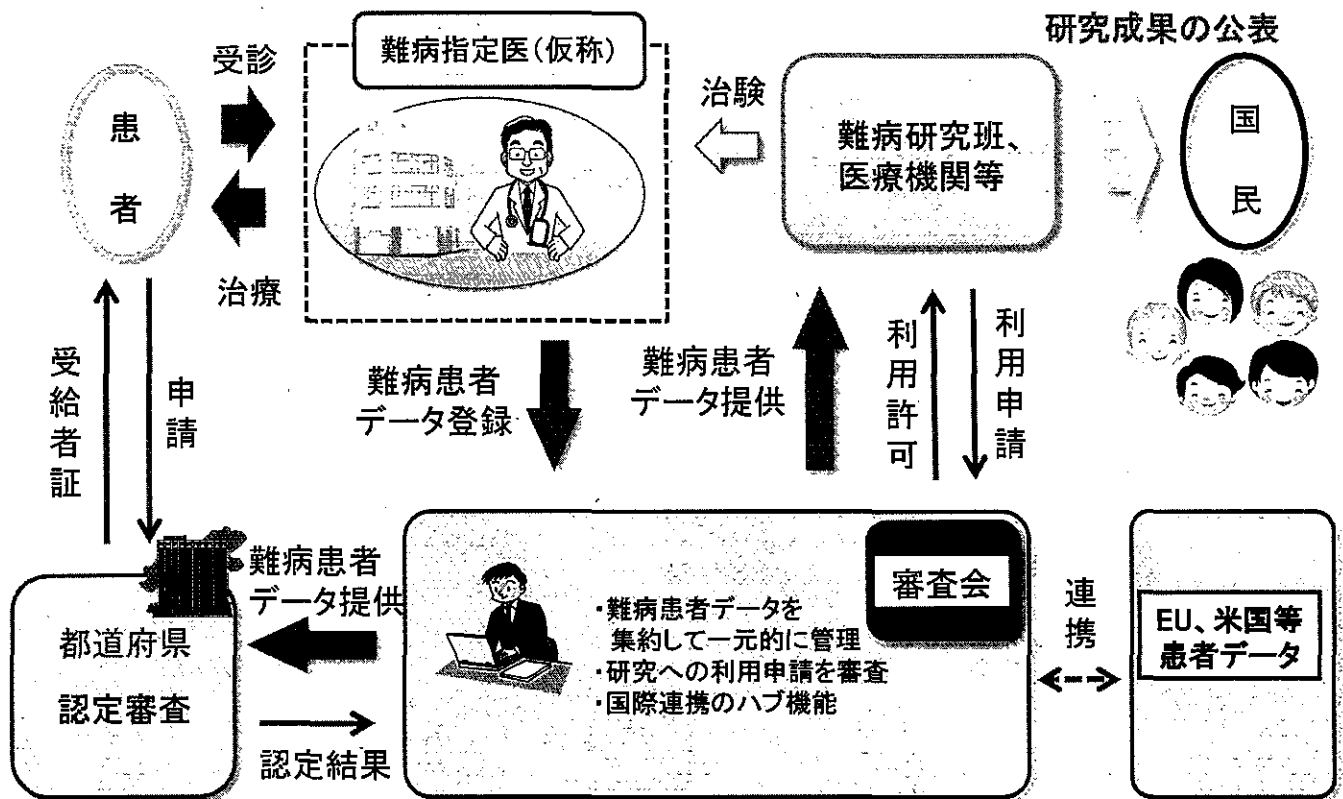 研究成果の公表
難病指定医(仮称)
受診
治験
患者
難病研究班、
医療機関等
国民
治療
受給者証
申請
難病患者
データ登録
難病患者
データ提供
利用許可
利用申請
難病患者
データ提供
審査会
連携
・難病患者データを
集約して一元的に管理
・研究への利用申請を審査
・国際連携のハブ機能
EU、米国等
患者データ
都道府県
認定審査
認定結果